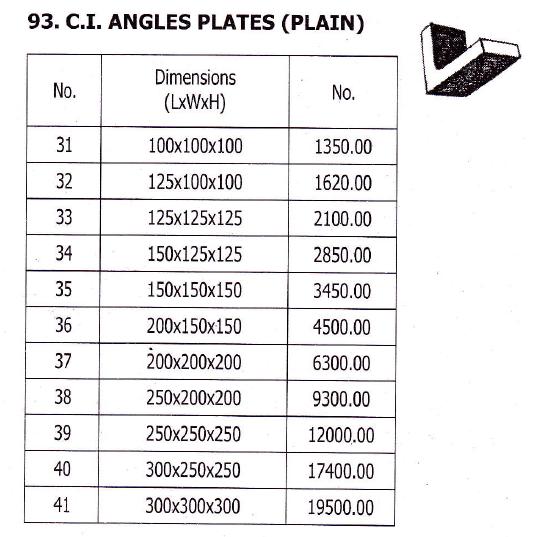 93. C.I. ANGLES PLATES (PLAIN)
No. Dimensions (LxWxH) No.
31 100x100x100 1350.00
32 125x100x100 1620.00
33 125x125x125 2100.00
34 150x125x125 2850.00
35 150x150x150 3450.00
36 200x150x150 4500.00
37 200x200x200 6300.00
38 250x200x200 9300.00
39 250x250x250 12000.00
40 300x250x250 17400.00
41 300x300x300 19500.00